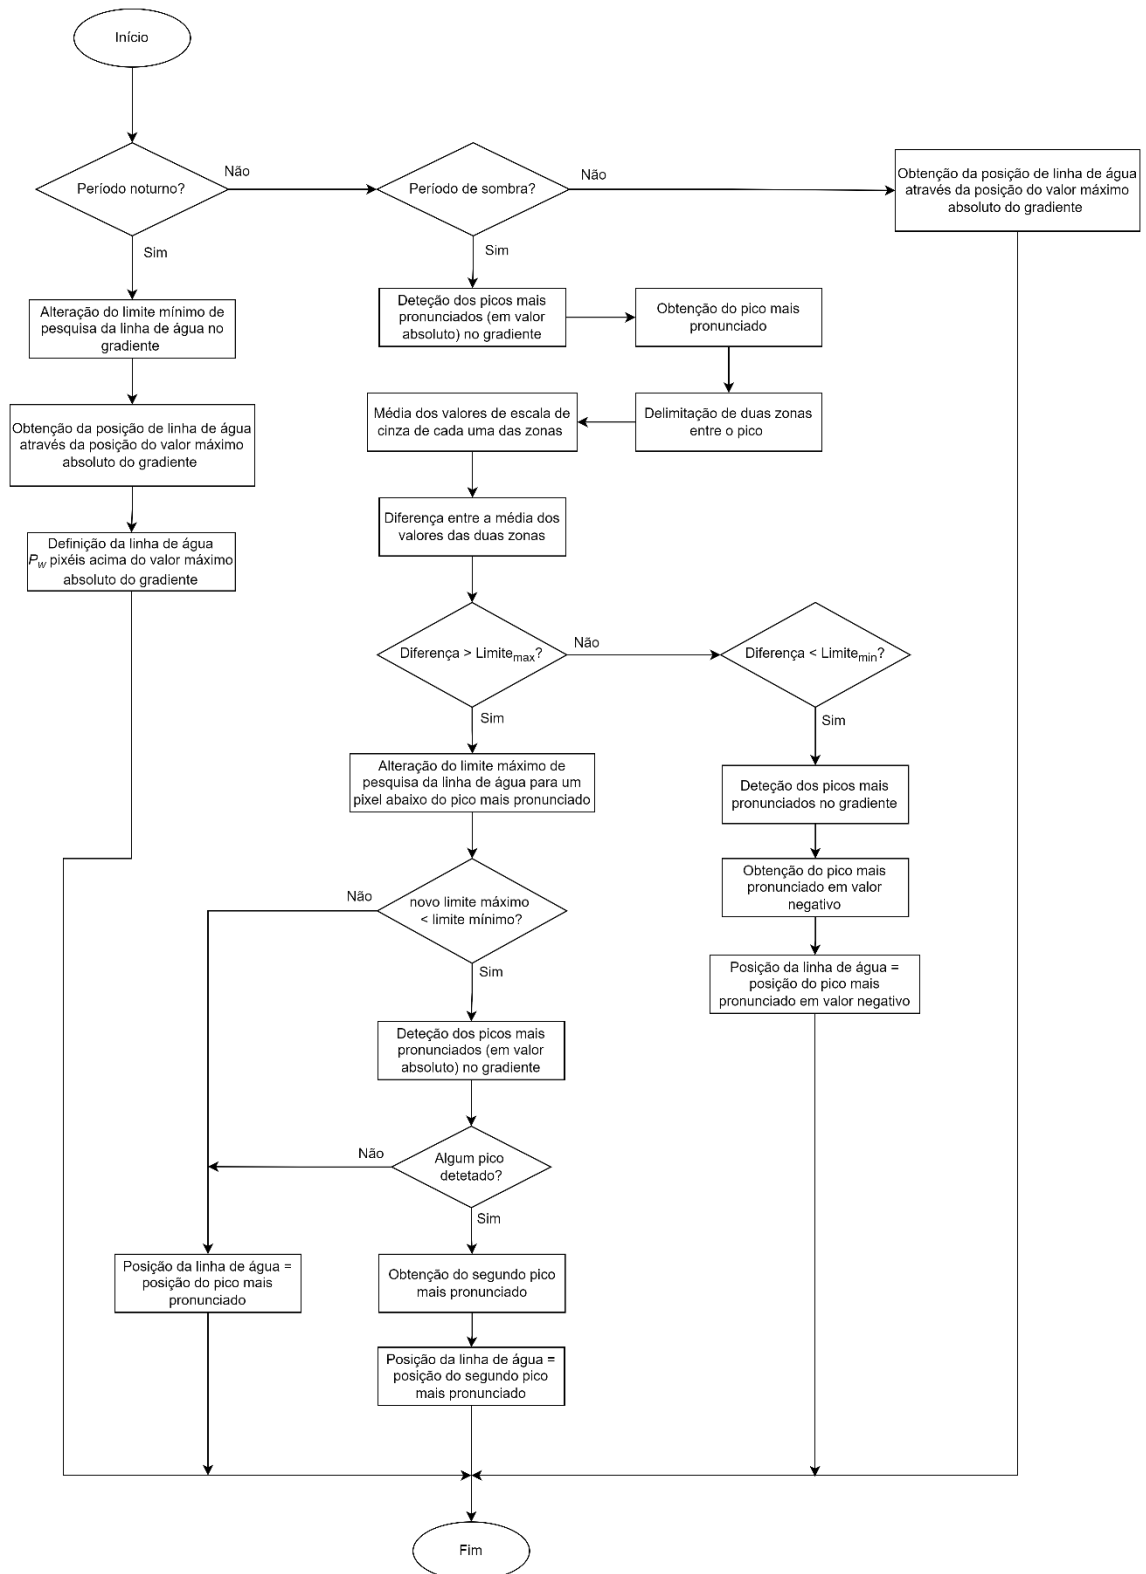 Início
Período noturno?
Não
Período de sombra?
Não
Obtenção da posição de linha de água
através da posição do valor máximo
absoluto do gradiente
Sim
Sim
Alteração do limite mínimo de
pesquisa da linha de água no
gradiente
Deteção dos picos mais
pronunciados (em valor
absoluto) no gradiente
Obtenção do pico mais
pronunciado
Obtenção da posição de linha de água
através da posição do valor máximo
absoluto do gradiente
Média dos valores de escala de
cinza de cada uma das zonas
Delimitação de duas zonas
entre o pico
Definição da linha de água
Pw pixéis acima do valor máximo
absoluto do gradiente
Diferença entre a média dos
valores das duas zonas
Diferença > Limitemax?
Não
Diferença < Limitemin?
Sim
Sim
Alteração do limite máximo de
pesquisa da linha de água para um
pixel abaixo do pico mais pronunciado
Deteção dos picos mais
pronunciados no gradiente
Não
novo limite máximo
< limite mínimo?
Obtenção do pico mais
pronunciado em valor
negativo
Sim
Posição da linha de água =
posição do pico mais
pronunciado em valor negativo
Deteção dos picos mais
pronunciados (em valor
absoluto) no gradiente
Não
Algum pico
detetado?
Sim
Posição da linha de água =
posição do pico mais
pronunciado
Obtenção do segundo pico
mais pronunciado
Posição da linha de água =
posição do segundo pico
mais pronunciado
Fim